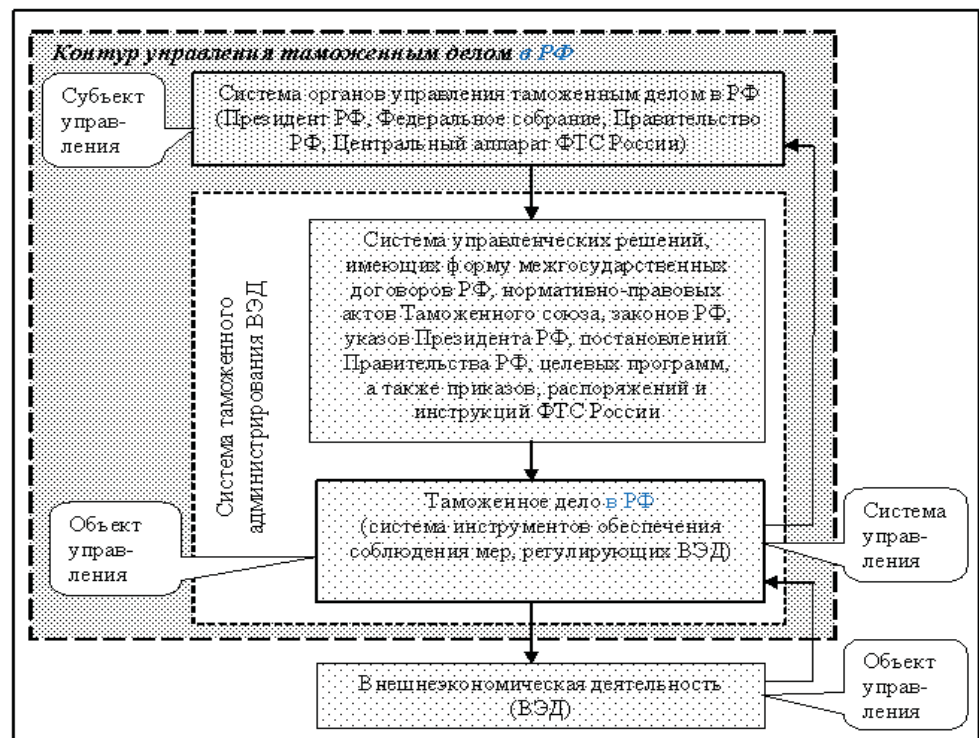 Контур управления таможенным делом в РФ
Субъект
управ-
ления
Система органов управления таможенным делом в РФ
(Президент РФ, Федеральное собрание, Правительство
РФ, Центральный аппарат ФТС России)
Система таможенного
администрирования ВЭД
Система управленческих решений,
имеющих форму межгосударственных
договоров РФ, нормативно-правовых
актов Таможенного союза, законов РФ,
указов Президента РФ, постановлений
Правительства РФ, целевых программ,
а также приказов, распоряжений и
инструкций ФТС России
Объект
управ-
ления
Таможенное дело в РФ
(система инструментов обеспечения
соблюдения мер, регулирующих ВЭД)
Система
управ-
ления
Внешнеэкономическая деятельность
(ВЭД)
Объект
управ-
ления